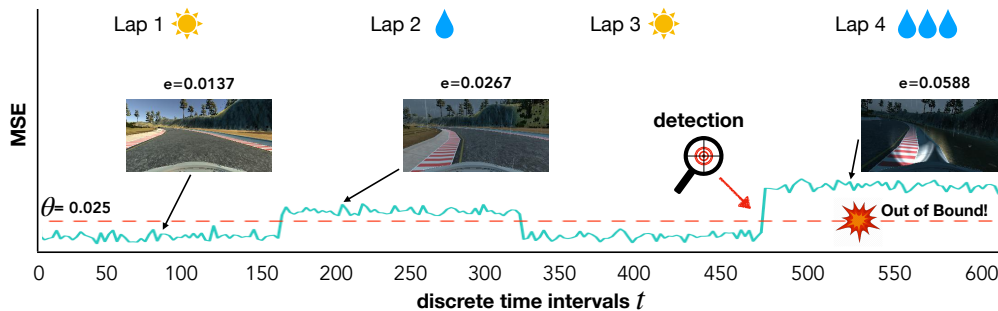 Lap 1
Lap 2
Lap 3
Lap 4
e=0.0137
e=0.0267
e=0.0588
MSE
detection
θ= 0.025
Out of Bound!
0 50 100 150 200 250 300 350 400 450 500 550 600
discrete time intervals t